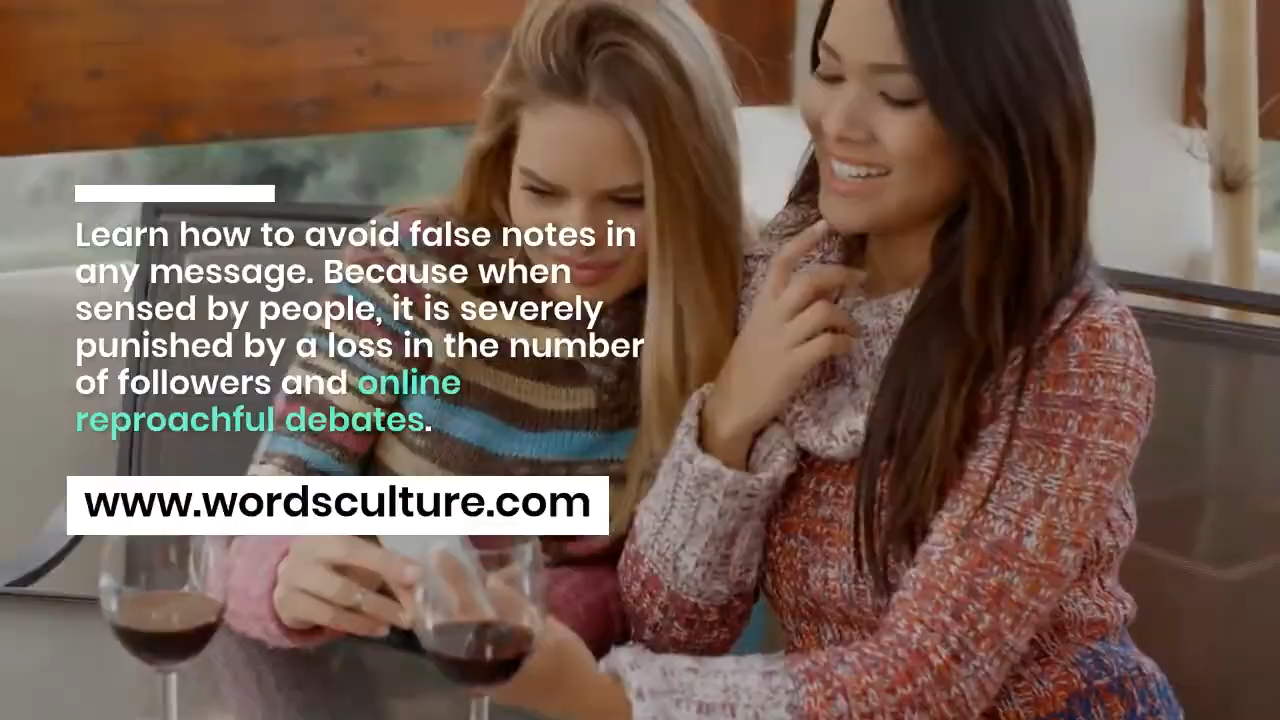 Learn how to avoid false notes in
any message. Because when
sensed by people, it is severely
punished by a loss in the number
of followers and online
reproachful debates.
www.wordsculture.com